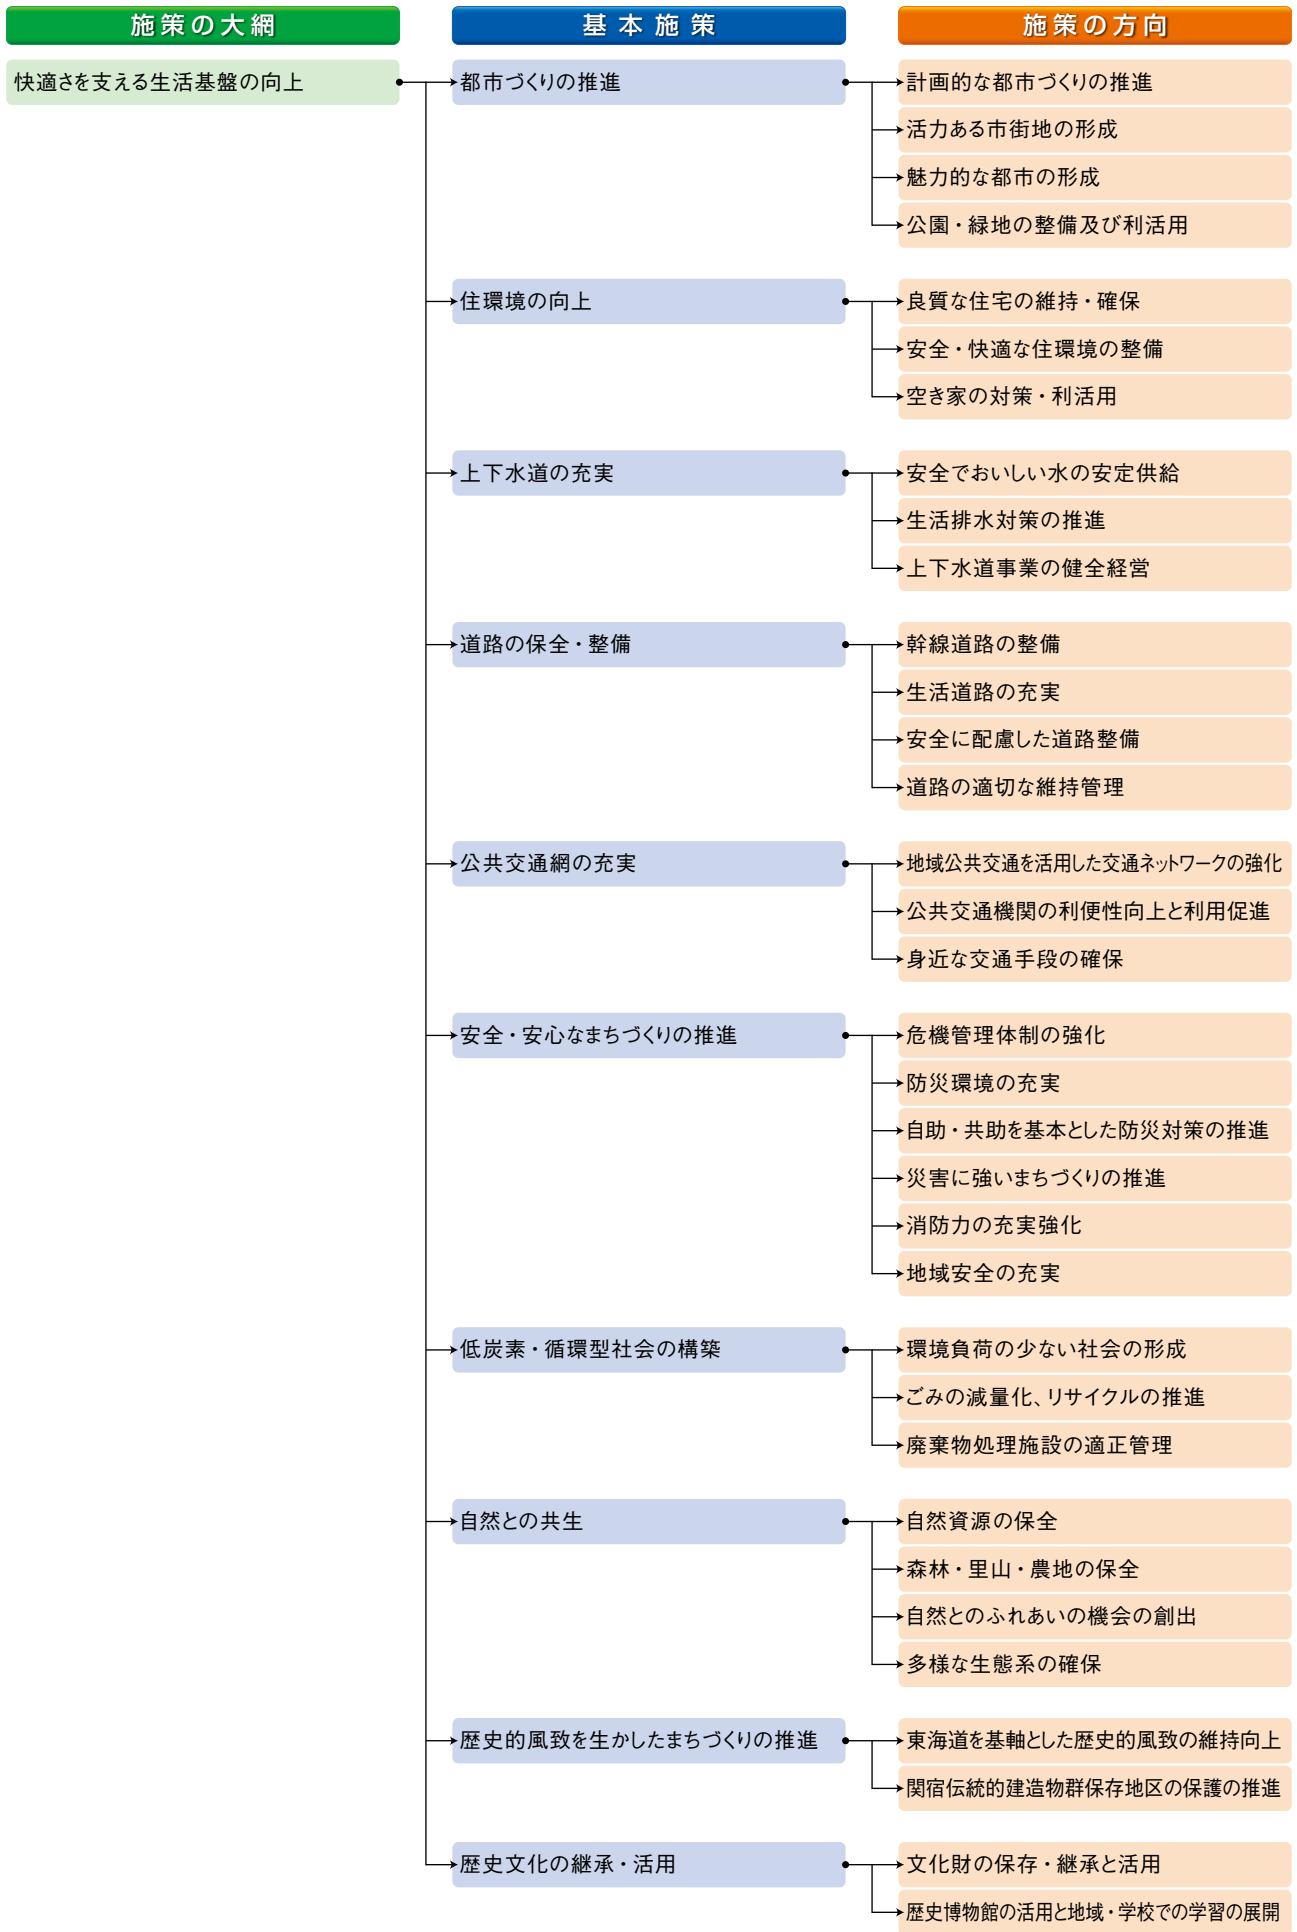 施策の大綱
基本施策
施策の方向
快適さを支える生活基盤の向上
都市づくりの推進
計画的な都市づくりの推進
活力ある市街地の形成
魅力的な都市の形成
公園・緑地の整備及び利活用
住環境の向上
良質な住宅の維持・確保
安全・快適な住環境の整備
空き家の対策・利活用
上下水道の充実
安全でおいしい水の安定供給
生活排水対策の推進
上下水道事業の健全経営
道路の保全・整備
幹線道路の整備
生活道路の充実
安全に配慮した道路整備
道路の適切な維持管理
公共交通網の充実
地域公共交通を活用した交通ネットワークの強化
公共交通機関の利便性向上と利用促進
身近な交通手段の確保
安全・安心なまちづくりの推進
危機管理体制の強化
防災環境の充実
自助・共助を基本とした防災対策の推進
災害に強いまちづくりの推進
消防力の充実強化
地域安全の充実
低炭素・循環型社会の構築
環境負荷の少ない社会の形成
ごみの減量化、リサイクルの推進
廃棄物処理施設の適正管理
自然との共生
自然資源の保全
森林・里山・農地の保全
自然とのふれあいの機会の創出
多様な生態系の確保
歴史的風致を生かしたまちづくりの推進
東海道を基軸とした歴史的風致の維持向上
関宿伝統的建造物群保存地区の保護の推進
歴史文化の継承・活用
文化財の保存・継承と活用
歴史博物館の活用と地域・学校での学習の展開